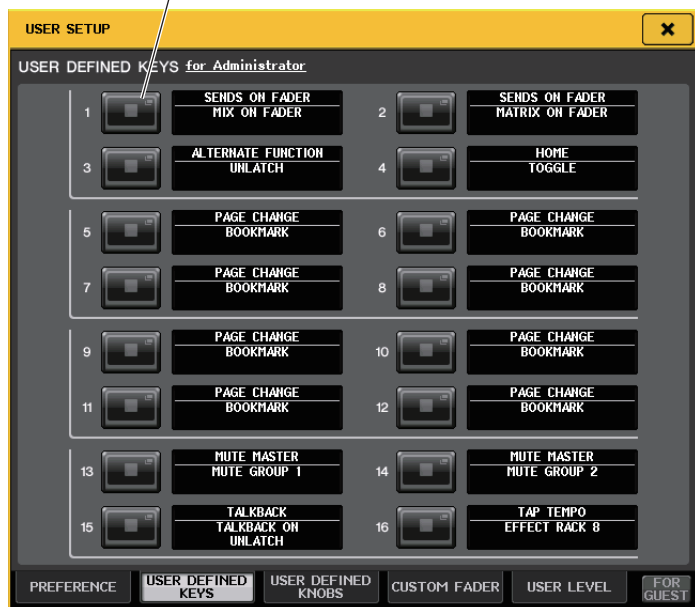 USER SETUP
USER DEFINED KEYS for Administrator
1 SENDS ON FADER
MIX ON FADER
2 SENDS ON FADER
MATRIX ON FADER
3 ALTERNATE FUNCTION
UNLATCH
4 HOME
TOGGLE
5 PAGE CHANGE
BOOKMARK
6 PAGE CHANGE
BOOKMARK
7 PAGE CHANGE
BOOKMARK
8 PAGE CHANGE
BOOKMARK
9 PAGE CHANGE
BOOKMARK
10 PAGE CHANGE
BOOKMARK
11 PAGE CHANGE
BOOKMARK
12 PAGE CHANGE
BOOKMARK
13 MUTE MASTER
MUTE GROUP 1
14 MUTE MASTER
MUTE GROUP 2
15 TALKBACK
TALKBACK ON
UNLATCH
16 TAP TEMPO
EFFECT RACK 8
PREFERENCE
USER DEFINED
KEYS
USER DEFINED
KNOBS
CUSTOM FADER
USER LEVEL
FOR
GUEST